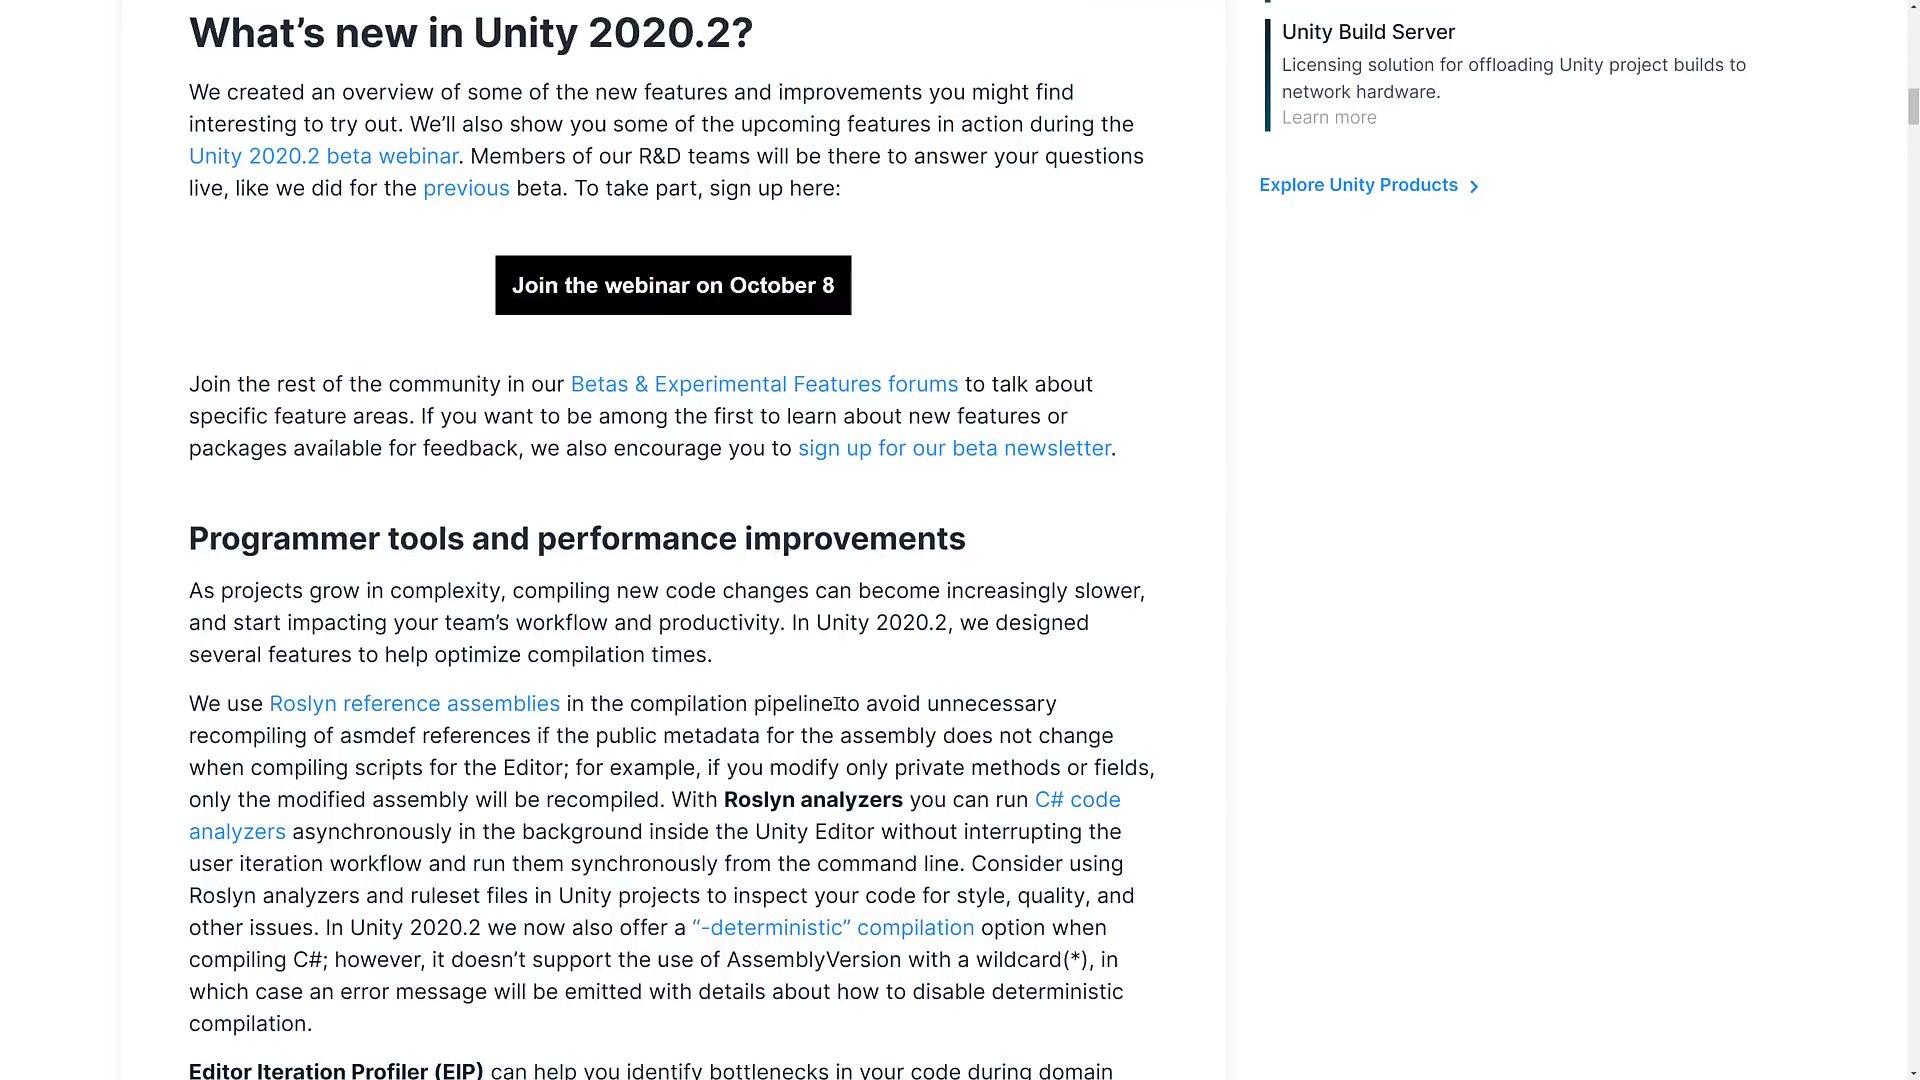 What’s new in Unity 2020.2?
We created an overview of some of the new features and improvements you might find
interesting to try out. We’ll also show you some of the upcoming features in action during the
Unity 2020.2 beta webinar. Members of our R&D teams will be there to answer your questions
live, like we did for the previous beta. To take part, sign up here:
Join the webinar on October 8
Join the rest of the community in our Betas & Experimental Features forums to talk about
specific feature areas. If you want to be among the first to learn about new features or
packages available for feedback, we also encourage you to sign up for our beta newsletter.
Programmer tools and performance improvements
As projects grow in complexity, compiling new code changes can become increasingly slower,
and start impacting your team’s workflow and productivity. In Unity 2020.2, we designed
several features to help optimize compilation times.
We use Roslyn reference assemblies in the compilation pipeline to avoid unnecessary
recompiling of asmdef references if the public metadata for the assembly does not change
when compiling scripts for the Editor; for example, if you modify only private methods or fields,
only the modified assembly will be recompiled. With Roslyn analyzers you can run C# code
analyzers asynchronously in the background inside the Unity Editor without interrupting the
user iteration workflow and run them synchronously from the command line. Consider using
Roslyn analyzers and ruleset files in Unity projects to inspect your code for style, quality, and
other issues. In Unity 2020.2 we now also offer a “-deterministic” compilation option when
compiling C#; however, it doesn’t support the use of AssemblyVersion with a wildcard(*), in
which case an error message will be emitted with details about how to disable deterministic
compilation.
Editor Iteration Profiler (EIP) can help you identify bottlenecks in your code during domain
Unity Build Server
Licensing solution for offloading Unity project builds to
network hardware.
Learn more
Explore Unity Products